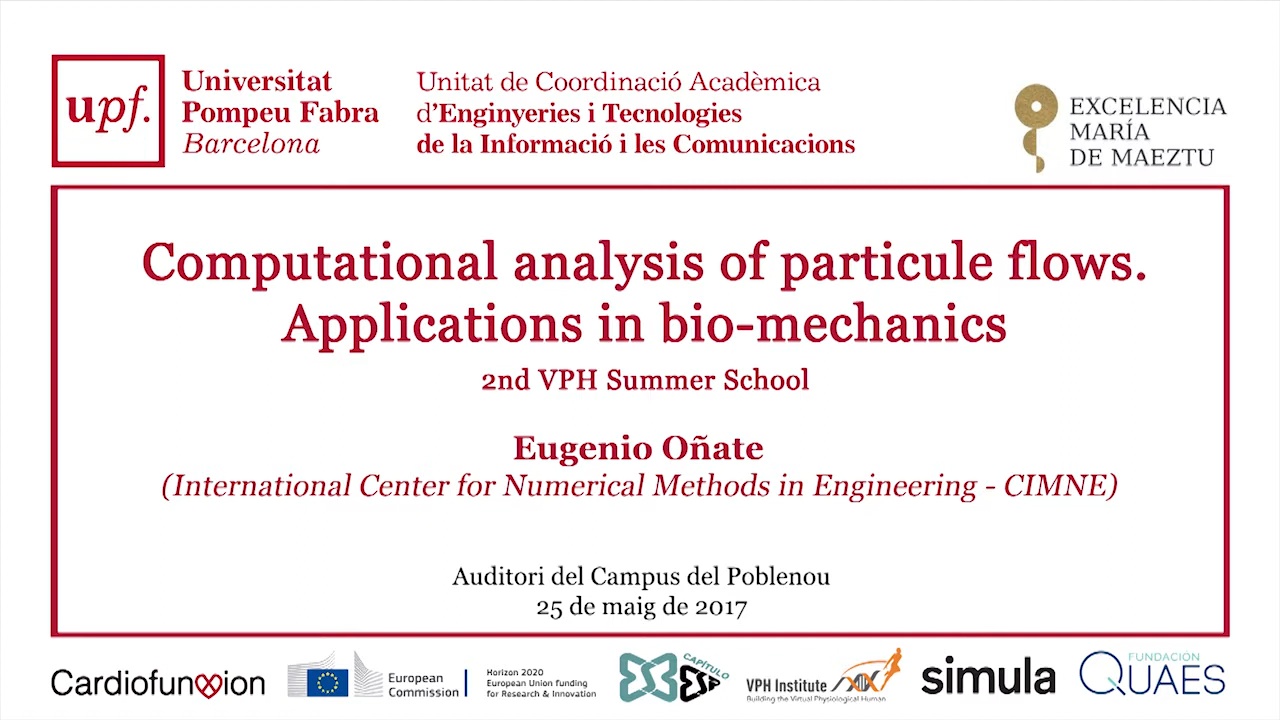 upf.
Universitat
Pompeu Fabra
Barcelona
Unitat de Coordinació Acadèmica
d'Enginyeries i Tecnologies
de la Informació i les Comunicacions
EXCELENCIA
MARÍA
DE MAEZTU
Computational analysis of particule flows.
Applications in bio-mechanics
2nd VPH Summer School
Eugenio Oñate
(International Center for Numerical Methods in Engineering - CIMNE)
Auditori del Campus del Poblenou
25 de maig de 2017
Cardiofunxion
European
Commission
Horizon 2020
European Union funding
for Research & Innovation
CAPÍTULO
ESP
VPH Institute
Building the Virtual Physiological Human
simula
FUNDACIÓN
QUAES